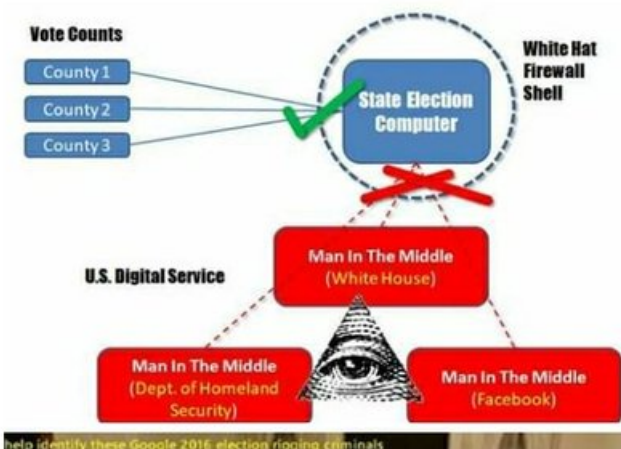 Vote Counts
County 1
County 2
County 3
State Election
Computer
White Hat
Firewall
Shell
U.S. Digital Service
Man In The Middle
(White House)
Man In The Middle
(Dept. of Homeland
Security)
Man In The Middle
(Facebook)
help identify these Google 2016 election rigging criminals